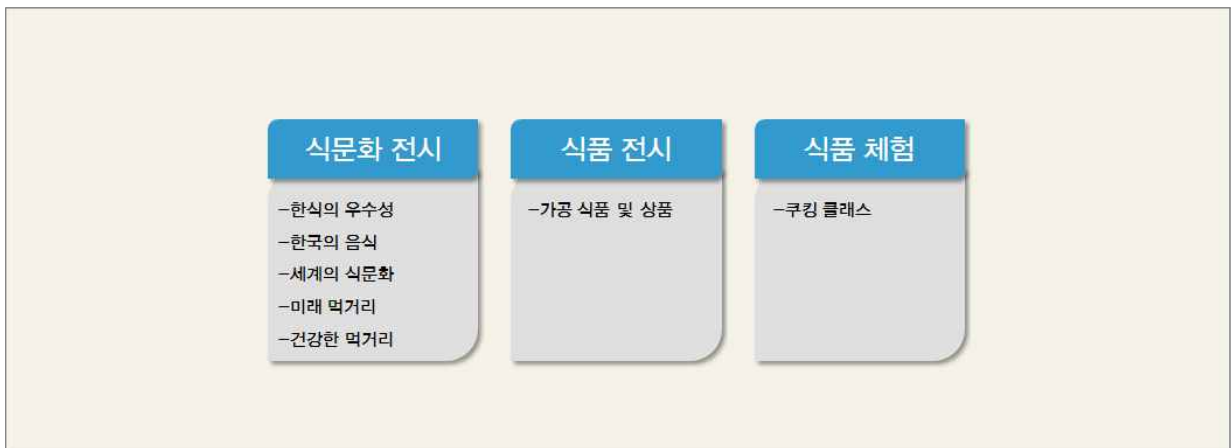 식문화 전시
–한식의 우수성
–한국의 음식
–세계의 식문화
–미래 먹거리
–건강한 먹거리
식품 전시
–가공 식품 및 상품
식품 체험
–쿠킹 클래스